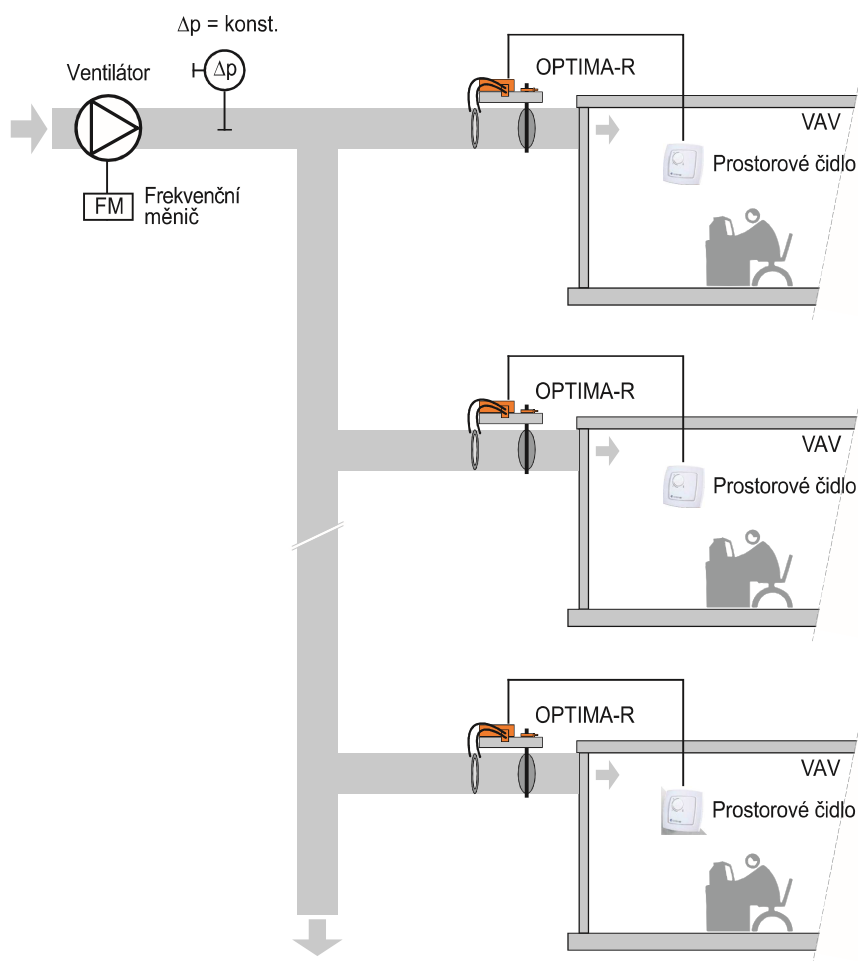 Δp = konst.
Ventilátor
Δp
FM
Frekvenční
měnič
OPTIMA-R
VAV
Prostorové čidlo
OPTIMA-R
VAV
Prostorové čidlo
OPTIMA-R
VAV
Prostorové čidlo